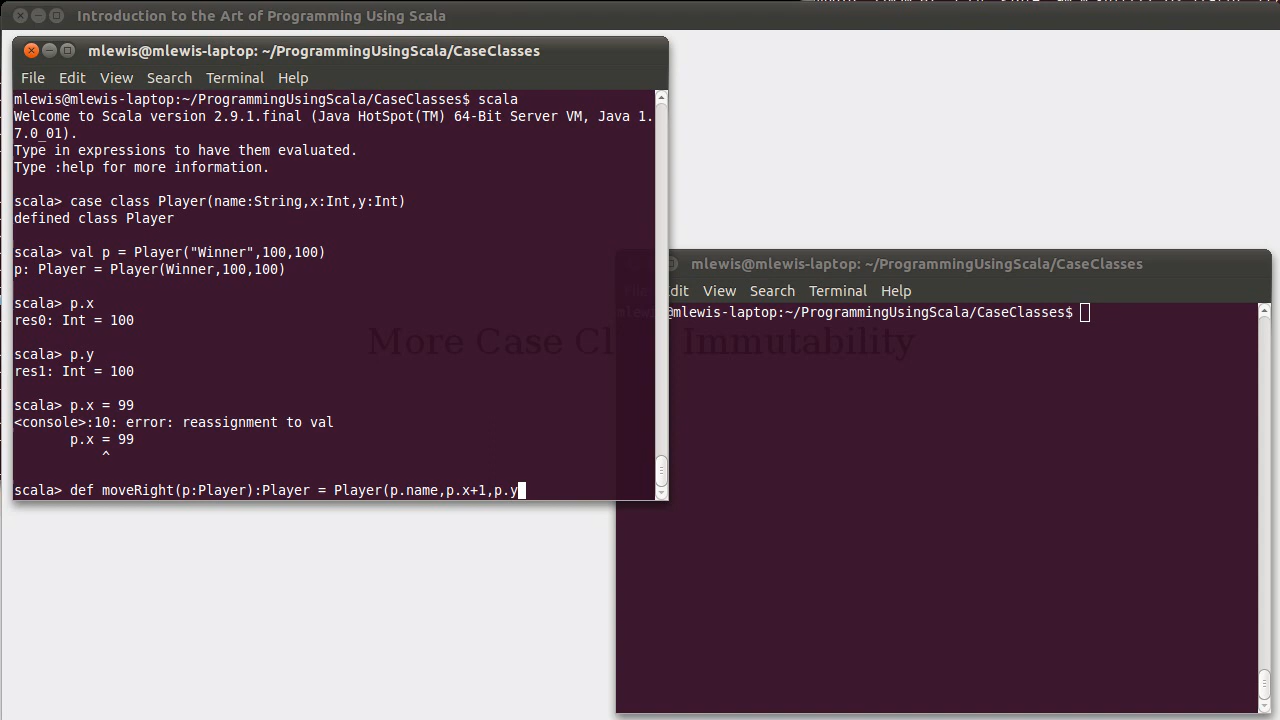 Introduction to the Art of Programming Using Scala
mlewis@mlewis-laptop: ~/ProgrammingUsingScala/CaseClasses
File Edit View Search Terminal Help
mlewis@mlewis-laptop:~/ProgrammingUsingScala/CaseClasses$ scala
Welcome to Scala version 2.9.1.final (Java HotSpot(TM) 64-Bit Server VM, Java 1.
7.0_01).
Type in expressions to have them evaluated.
Type :help for more information.
scala> case class Player(name:String,x:Int,y:Int)
defined class Player
scala> val p = Player("Winner",100,100)
p: Player = Player(Winner,100,100)
scala> p.x
res0: Int = 100
scala> p.y
res1: Int = 100
scala> p.x = 99
<console>:10: error: reassignment to val
p.x = 99
^
scala> def moveRight(p:Player):Player = Player(p.name,p.x+1,p.y
More Case Cl Immutability
mlewis@mlewis-laptop: ~/ProgrammingUsingScala/CaseClasses
File Edit View Search Terminal Help
mlewis@mlewis-laptop:~/ProgrammingUsingScala/CaseClasses$